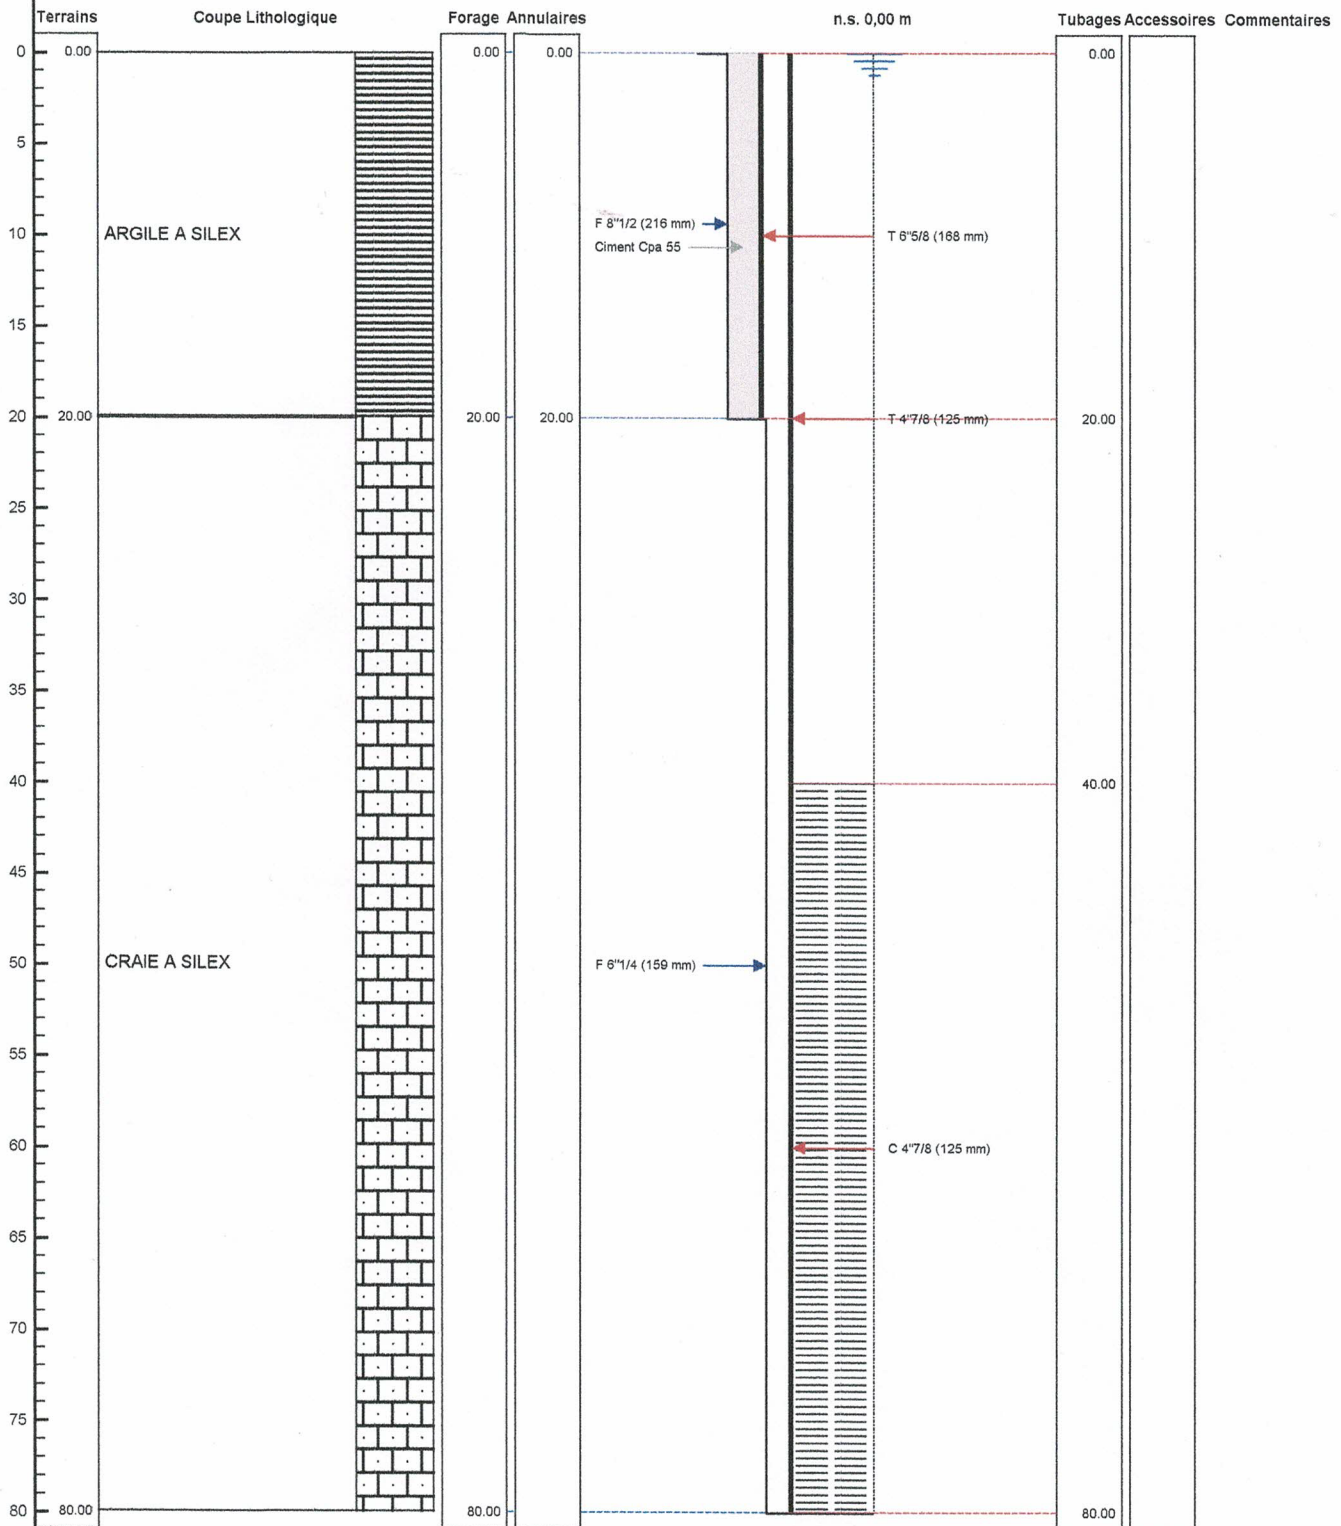 Terrains Coupe Lithologique Forage Annulaires n.s. 0,00 m Tubages Accessoires Commentaires
0 0.00 0.00 0.00 0.00
5
F 8"1/2 (216 mm)
10 ARGILE A SILEX T 6"5/8 (168 mm)
Ciment Cpa 55
15
20 20.00 20.00 20.00 T 4"7/8 (125 mm) 20.00
25
30
35
40 40.00
45
50 CRAIE A SILEX F 6"1/4 (159 mm)
55
60 C 4"7/8 (125 mm)
65
70
75
80 80.00 80.00 80.00